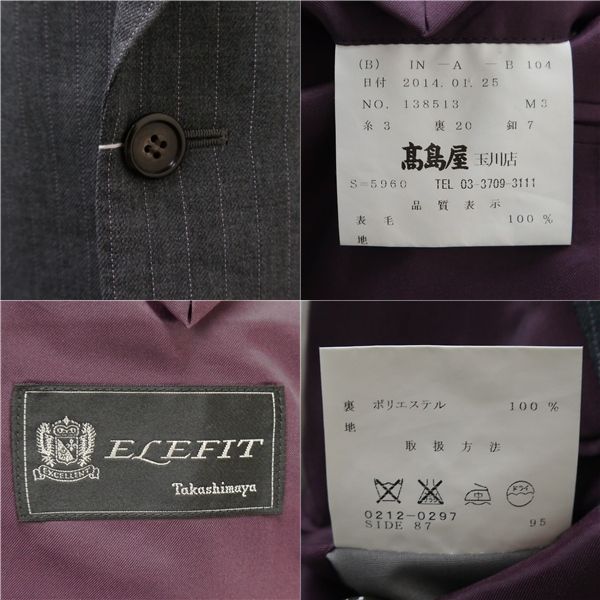 (B) IN -A -B 104
日付 2014.01.25
NO. 138513 M3
糸 3 裏 20 釦 7
髙島屋 玉川店
S=5960 TEL 03-3709-3111
品質表示
表地 毛 100%
EXCELLENT
ELEFIT
Takashimaya
裏地 ポリエステル 100%
取扱方法
ドライ
0212-0297
SIDE 87 95